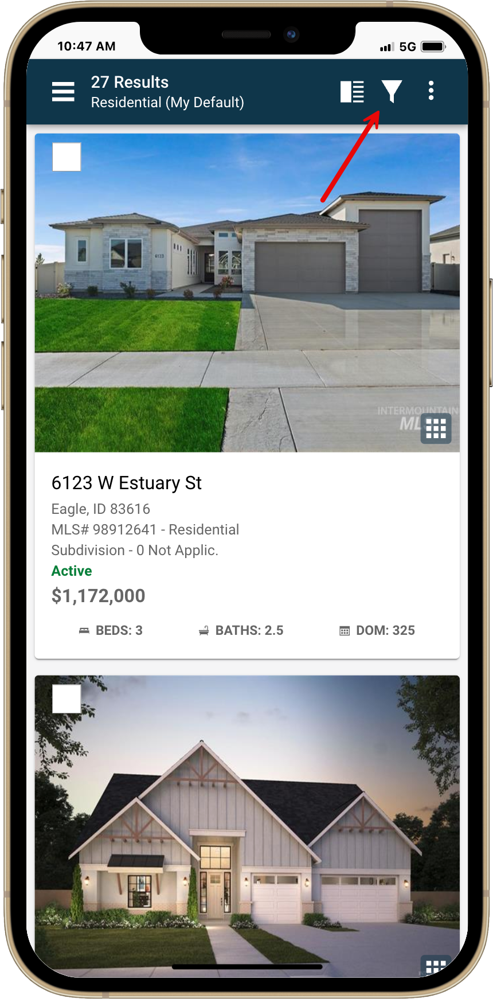 10:47 AM
5G
27 Results
Residential (My Default)
6123
INTERMOUNTAIN
ML
6123 W Estuary St
Eagle, ID 83616
MLS# 98912641 - Residential
Subdivision - 0 Not Applic.
Active
$1,172,000
BEDS: 3
BATHS: 2.5
DOM: 325